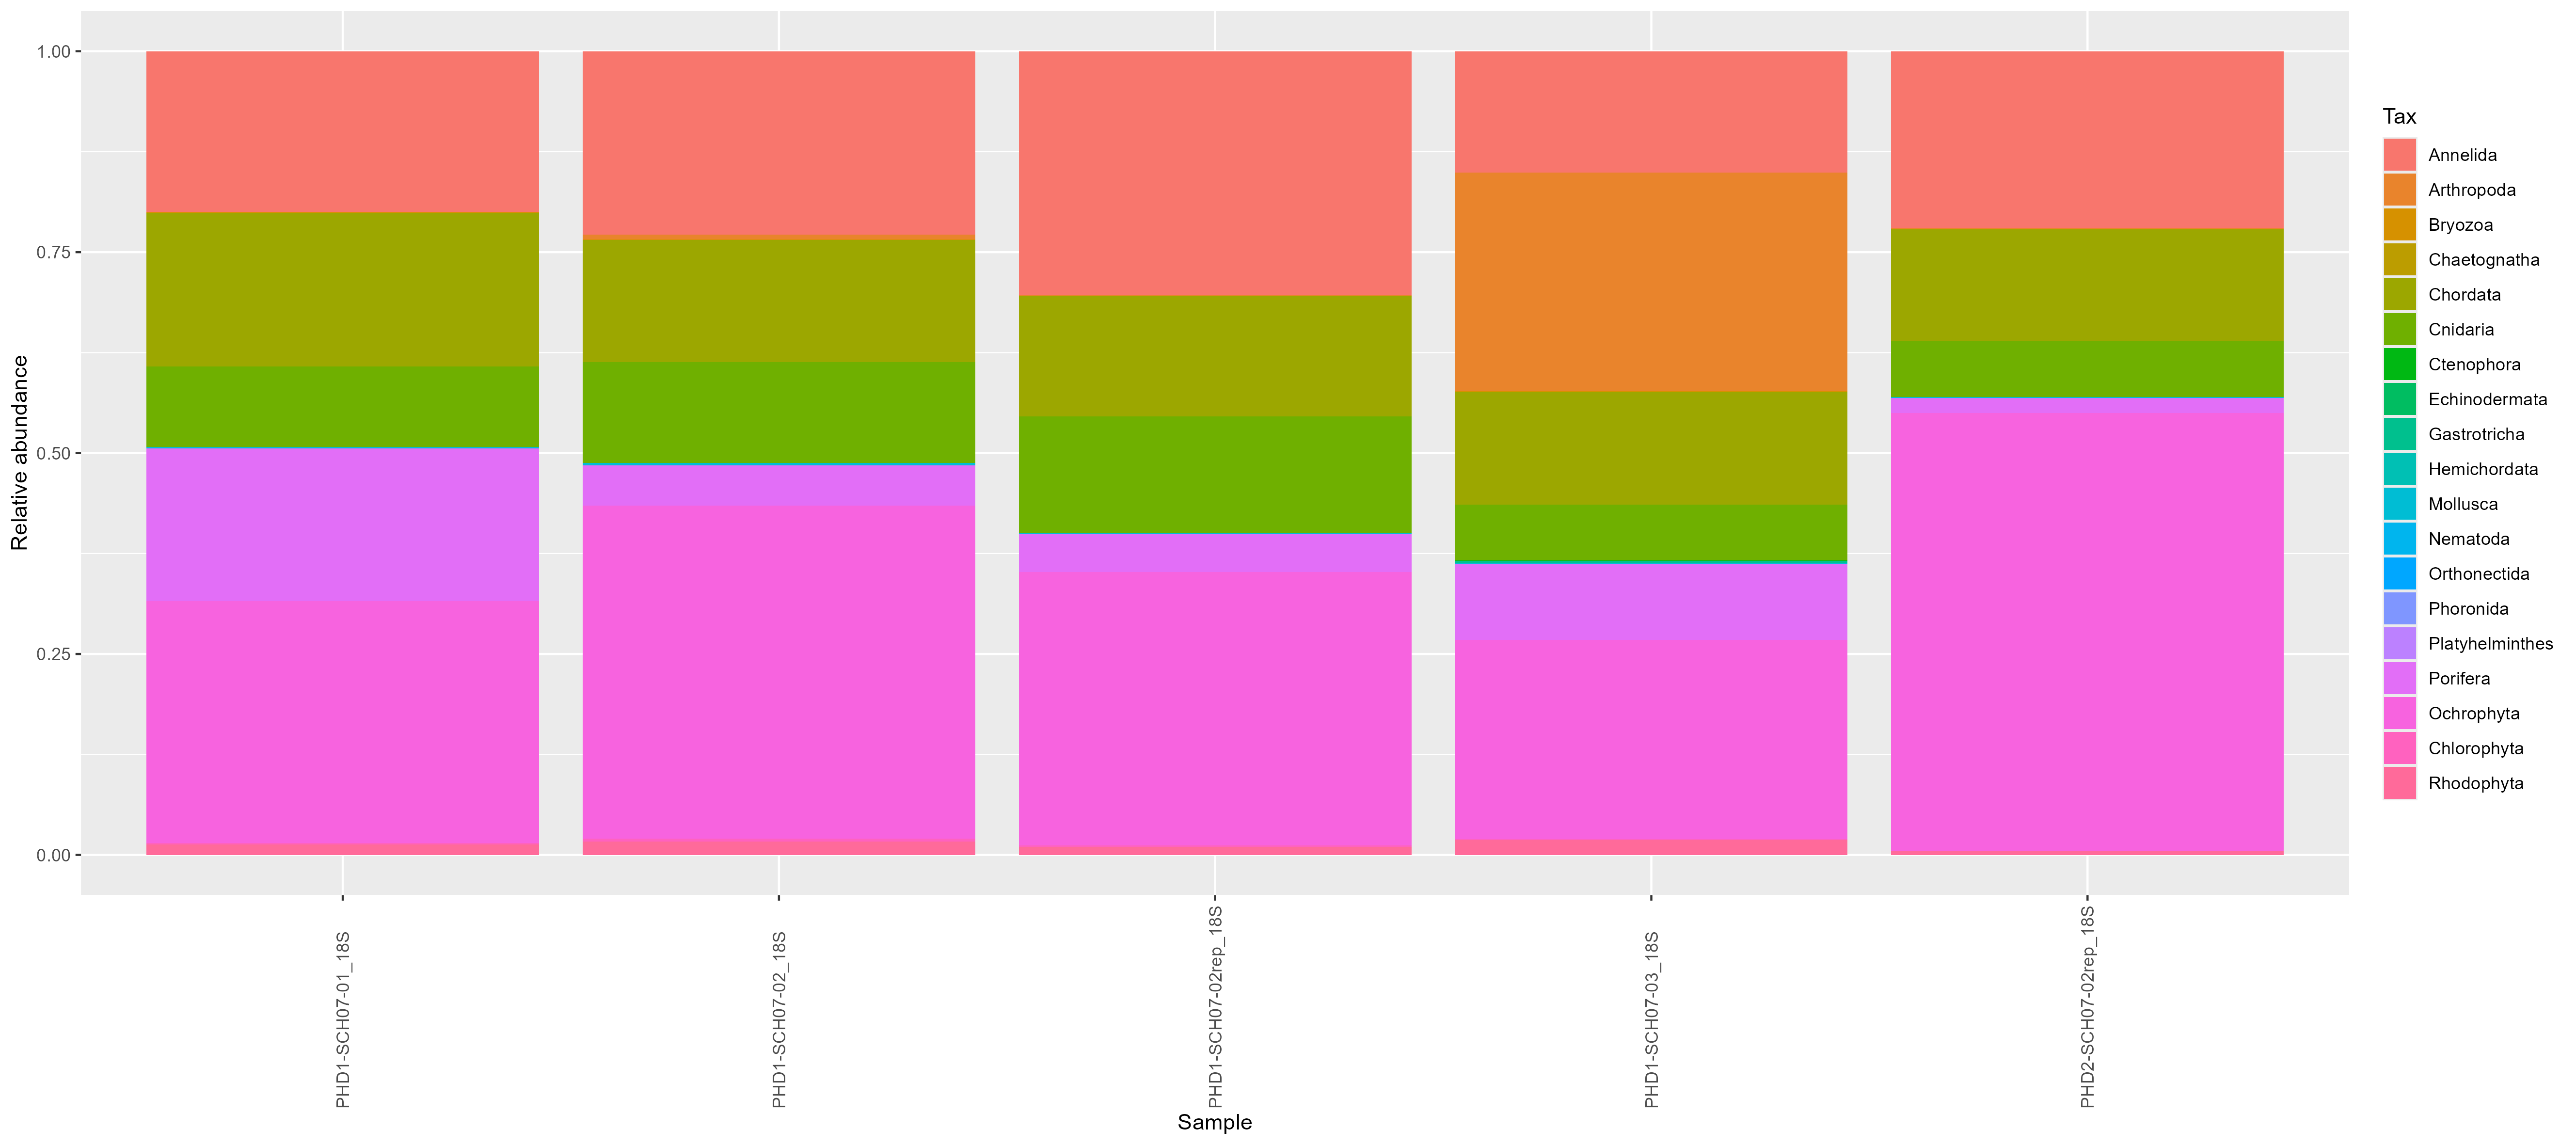 Relative abundance
1.00
0.75
0.50
0.25
0.00
PHD1-SCH07-01_18S
PHD1-SCH07-02_18S
PHD1-SCH07-02rep_18S
PHD1-SCH07-03_18S
PHD2-SCH07-02rep_18S
Sample
Tax
Annelida
Arthropoda
Bryozoa
Chaetognatha
Chordata
Cnidaria
Ctenophora
Echinodermata
Gastrotricha
Hemichordata
Mollusca
Nematoda
Orthonectida
Phoronida
Platyhelminthes
Porifera
Ochrophyta
Chlorophyta
Rhodophyta